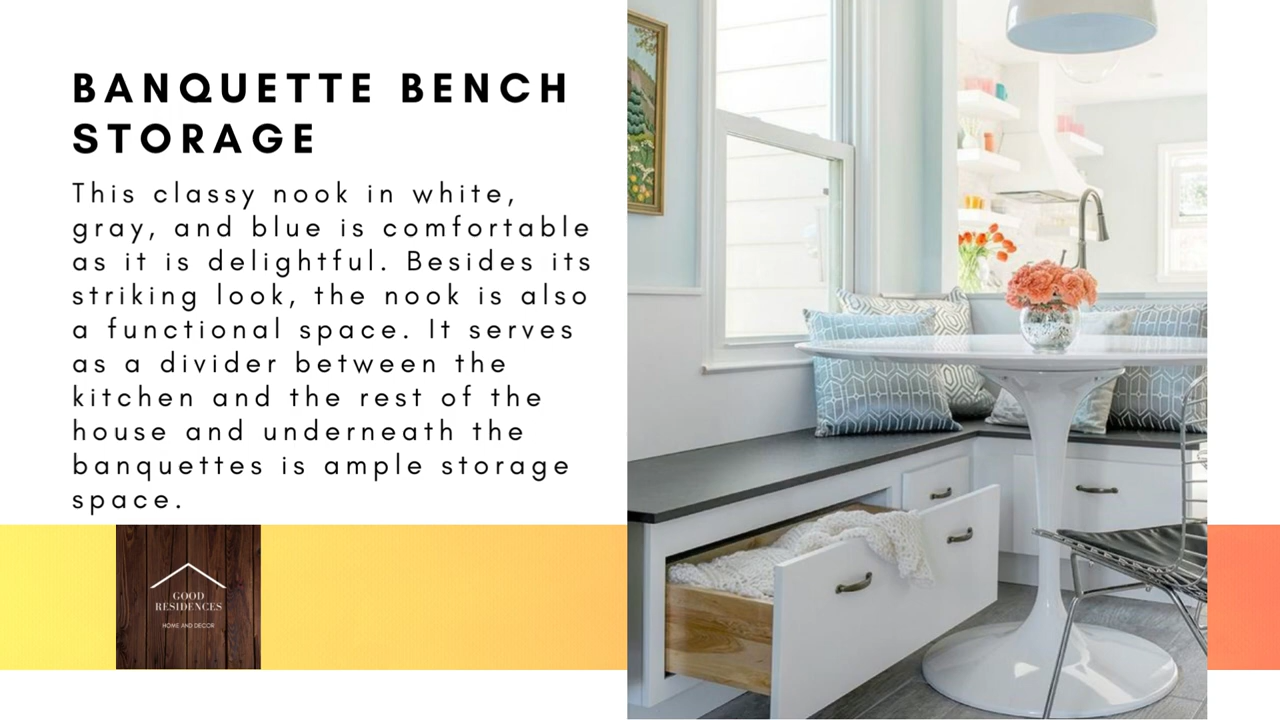 BANQUETTE BENCH
STORAGE
This classy nook in white,
gray, and blue is comfortable
as it is delightful. Besides its
striking look, the nook is also
a functional space. It serves
as a divider between the
kitchen and the rest of the
house and underneath the
banquettes is ample storage
space.
GOOD
RESIDENCES
HOME AND DECOR